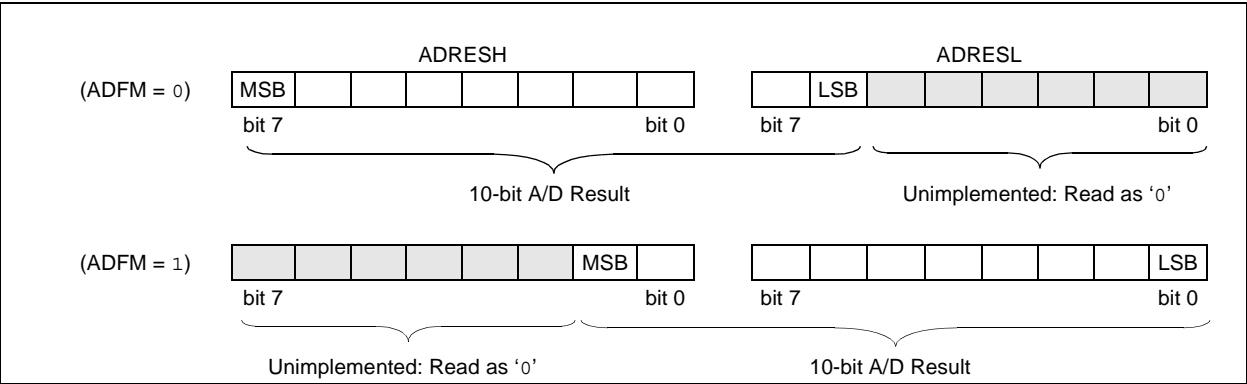 ADRESH ADRESL
(ADFM = 0) MSB LSB
bit 7 bit 0 bit 7 bit 0
10-bit A/D Result Unimplemented: Read as ‘0’
(ADFM = 1) MSB LSB
bit 7 bit 0 bit 7 bit 0
Unimplemented: Read as ‘0’ 10-bit A/D Result